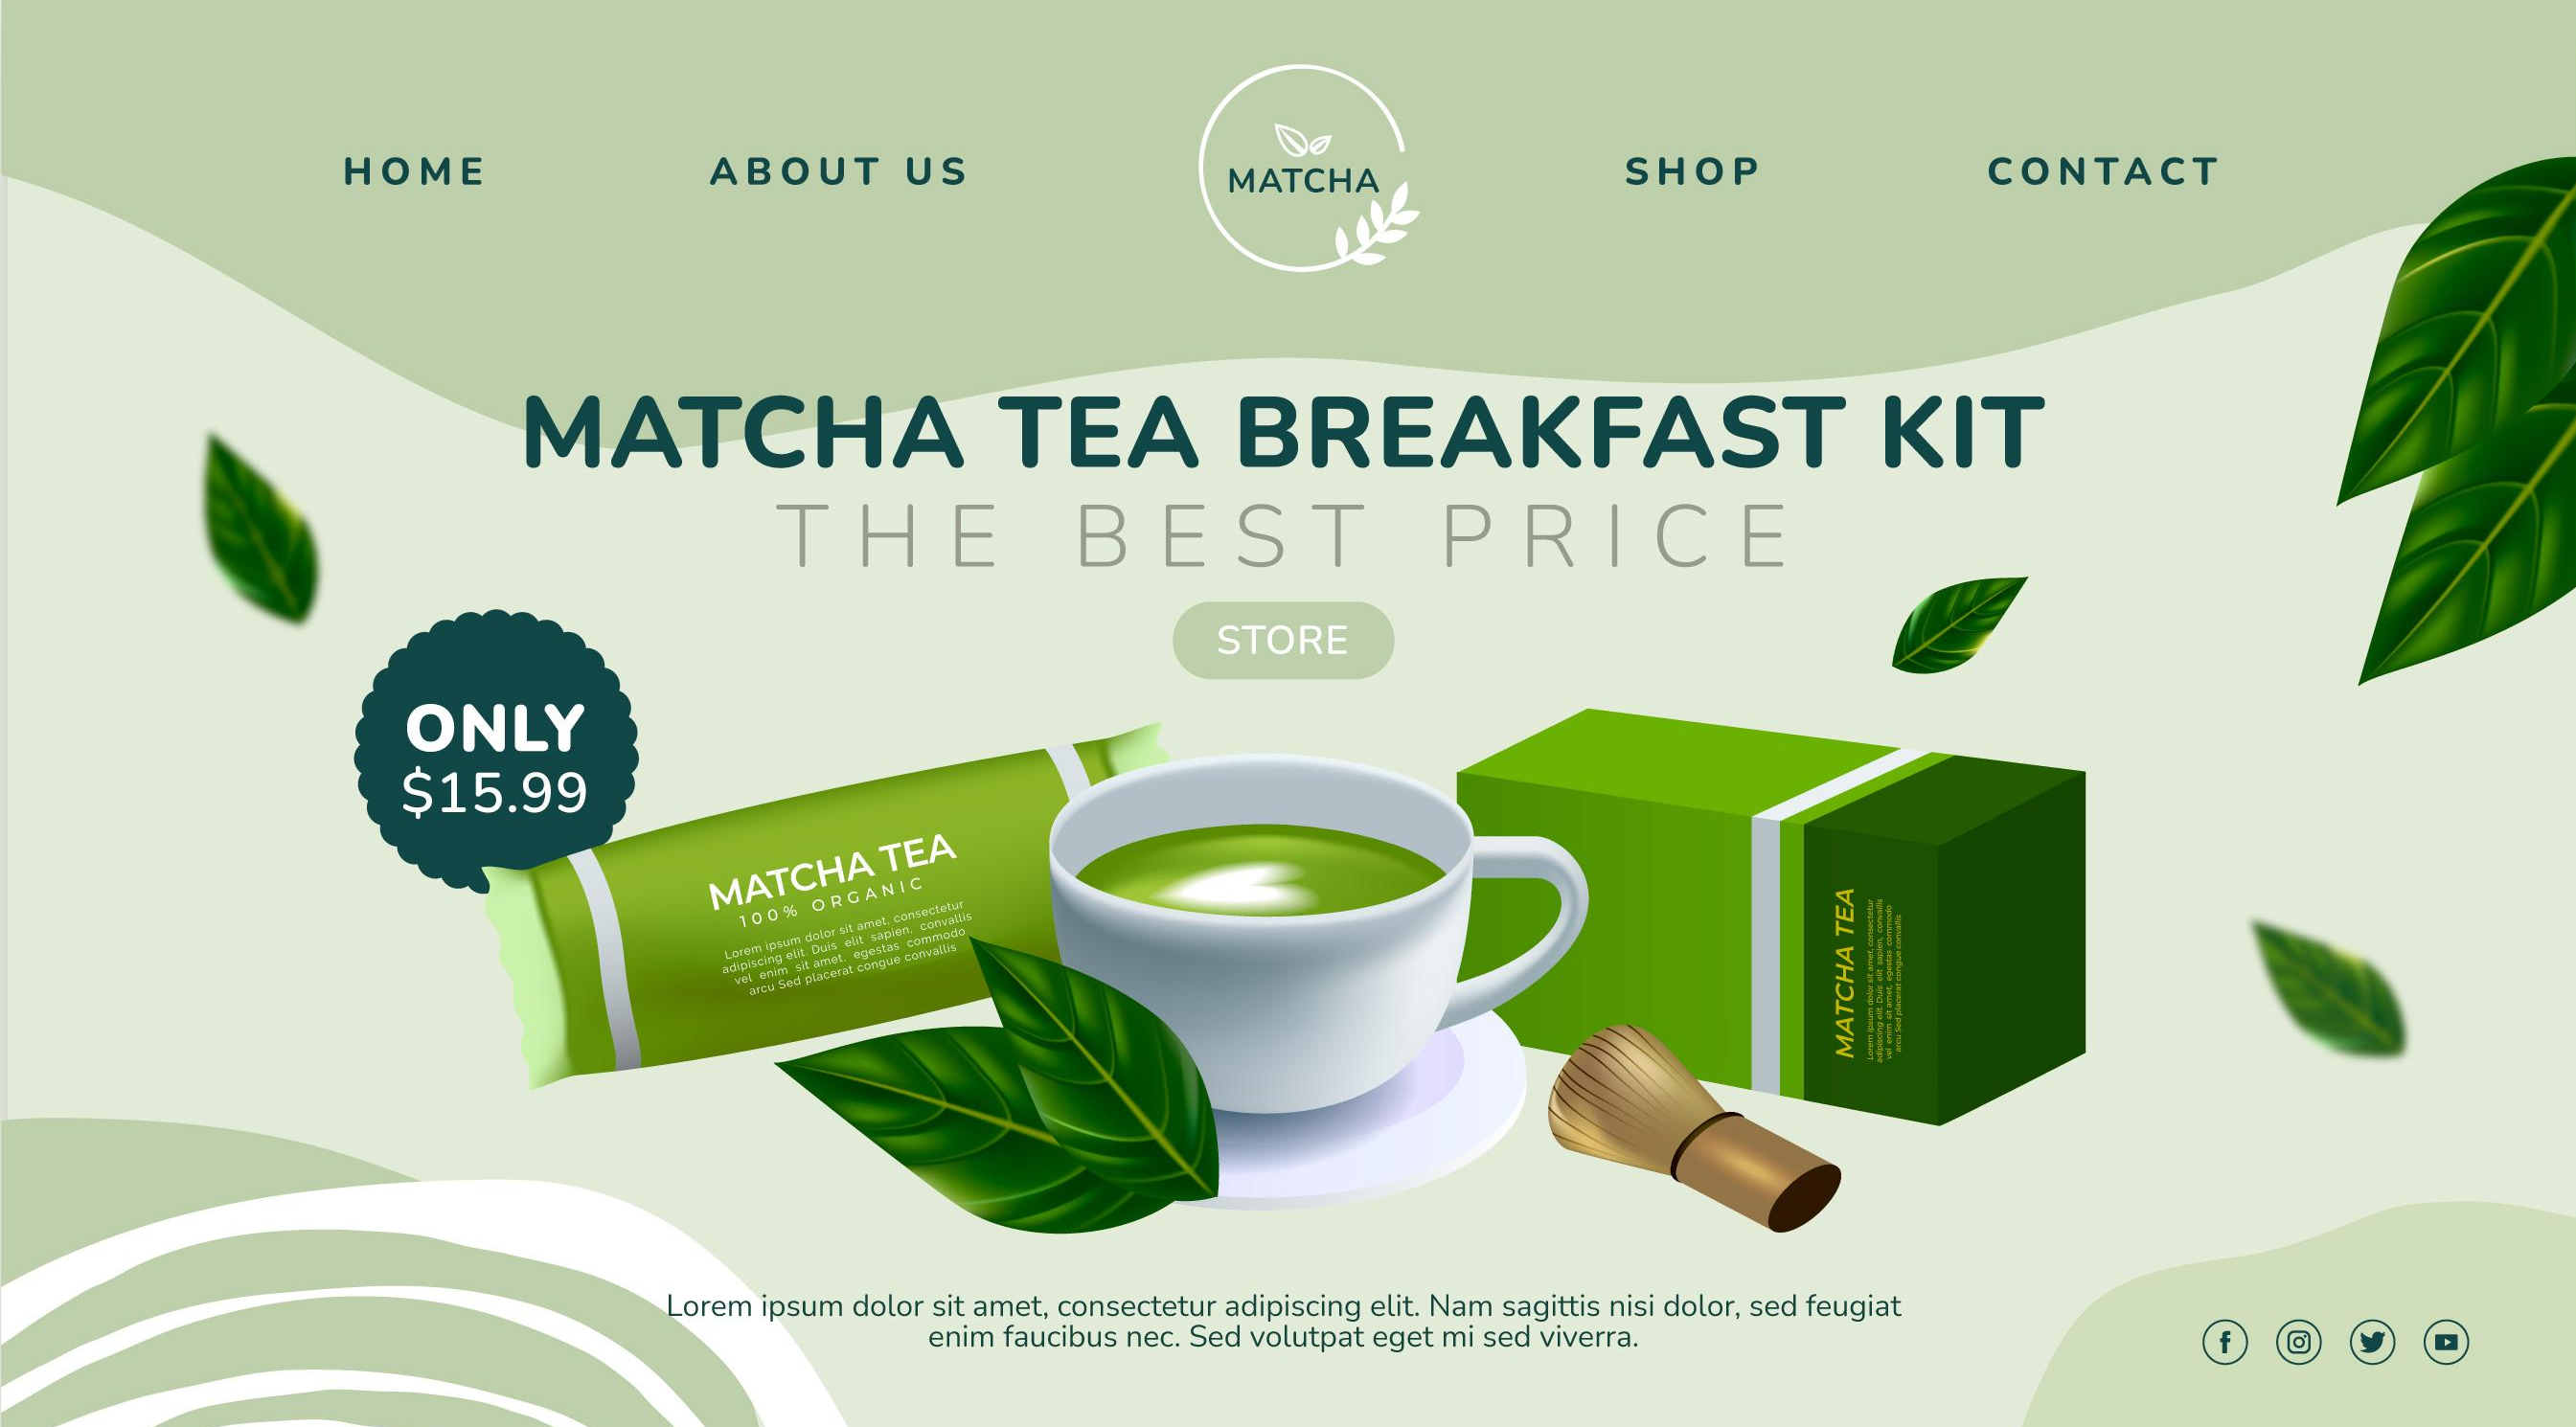 HOME
ABOUT US
MATCHA
SHOP
CONTACT
MATCHA TEA BREAKFAST KIT
THE BEST PRICE
STORE
ONLY
$15.99
MATCHA TEA
100% ORGANIC
Lorem ipsum dolor sit amet, consectetur
adipiscing elit. Duis elit sapien, convallis
vel enim sit amet, egestas commodo
arcu Sed placerat congue convallis
MATCHA TEA
Lorem ipsum dolor sit amet, consectetur
adipiscing elit. Duis elit sapien, convallis
vel enim sit amet, egestas commodo
arcu Sed placerat congue convallis
Lorem ipsum dolor sit amet, consectetur adipiscing elit. Nam sagittis nisi dolor, sed feugiat
enim faucibus nec. Sed volutpat eget mi sed viverra.